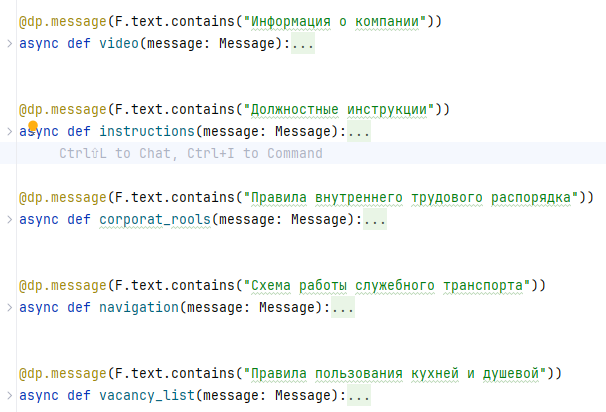 @dp.message(F.text.contains("Информация о компании"))
async def video(message: Message):...
@dp.message(F.text.contains("Должностные инструкции"))
async def instructions(message: Message):...
Ctrl⇧L to Chat, Ctrl+I to Command
@dp.message(F.text.contains("Правила внутреннего трудового распорядка"))
async def corporat_rools(message: Message):...
@dp.message(F.text.contains("Схема работы служебного транспорта"))
async def navigation(message: Message):...
@dp.message(F.text.contains("Правила пользования кухней и душевой"))
async def vacancy_list(message: Message):...